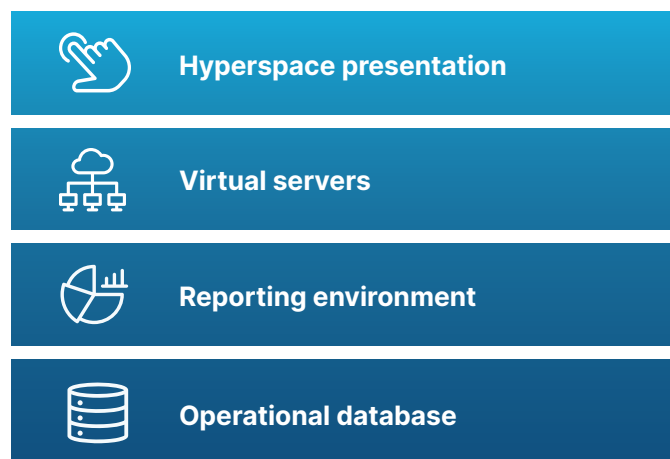 Hyperspace presentation
Virtual servers
Reporting environment
Operational database